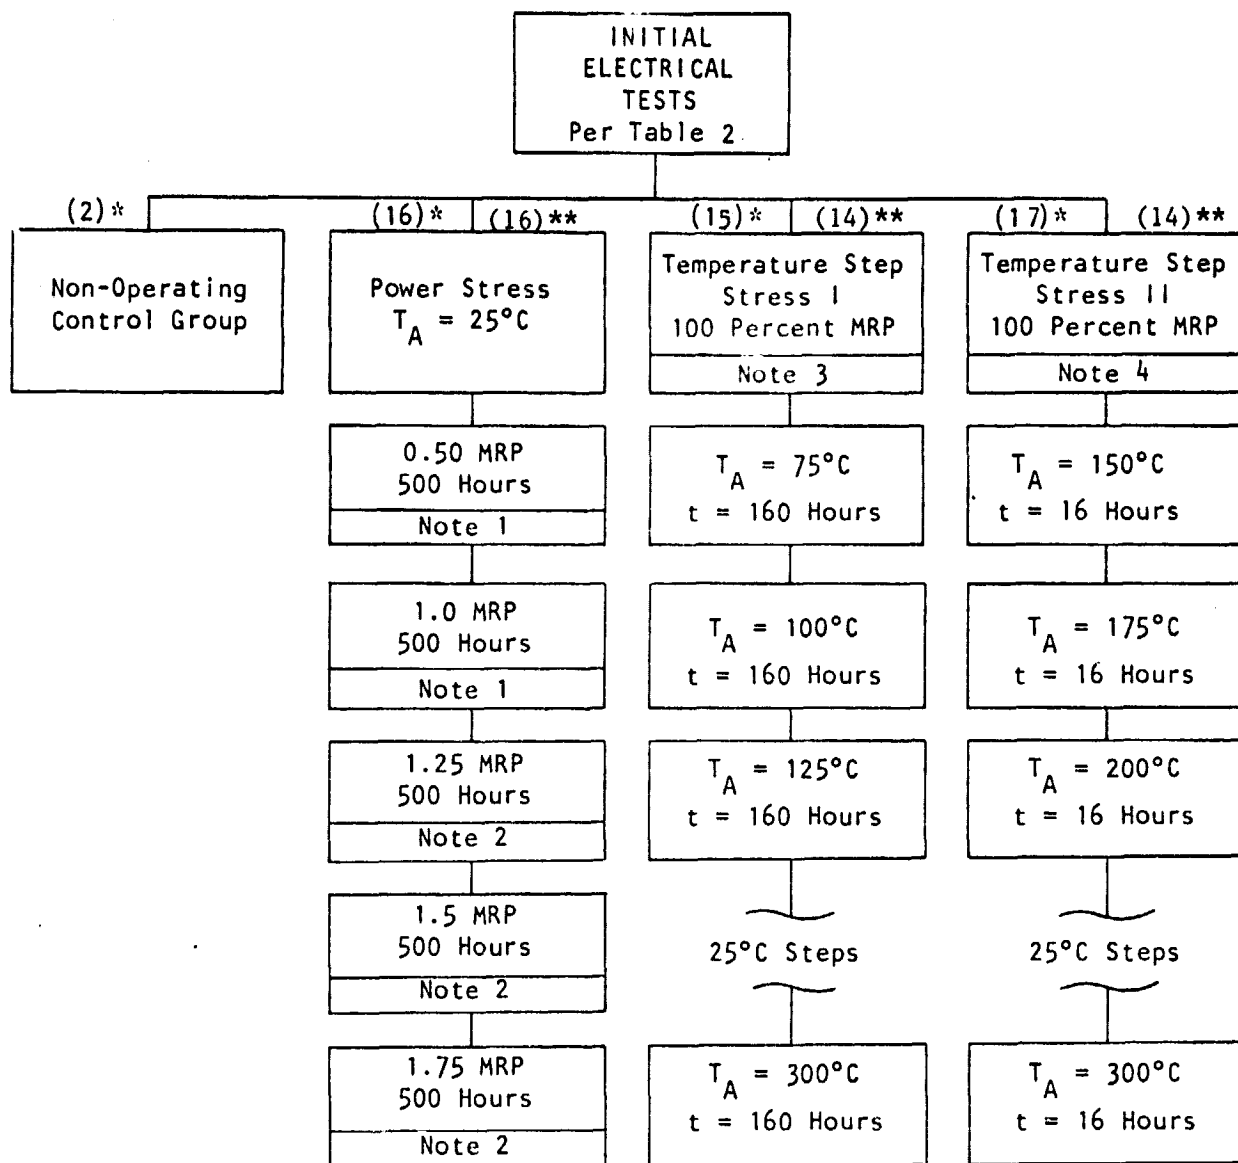 INITIAL
ELECTRICAL
TESTS
Per Table 2
(2)*
(16)*
(16)**
(15)*
(14)**
(17)*
(14)**
Non-Operating
Control Group
Power Stress
T_A = 25°C
Temperature Step
Stress I
100 Percent MRP
Note 3
Temperature Step
Stress II
100 Percent MRP
Note 4
0.50 MRP
500 Hours
Note 1
T_A = 75°C
t = 160 Hours
T_A = 150°C
t = 16 Hours
1.0 MRP
500 Hours
Note 1
T_A = 100°C
t = 160 Hours
T_A = 175°C
t = 16 Hours
1.25 MRP
500 Hours
Note 2
T_A = 125°C
t = 160 Hours
T_A = 200°C
t = 16 Hours
1.5 MRP
500 Hours
Note 2
25°C Steps
25°C Steps
1.75 MRP
500 Hours
Note 2
T_A = 300°C
t = 160 Hours
T_A = 300°C
t = 16 Hours